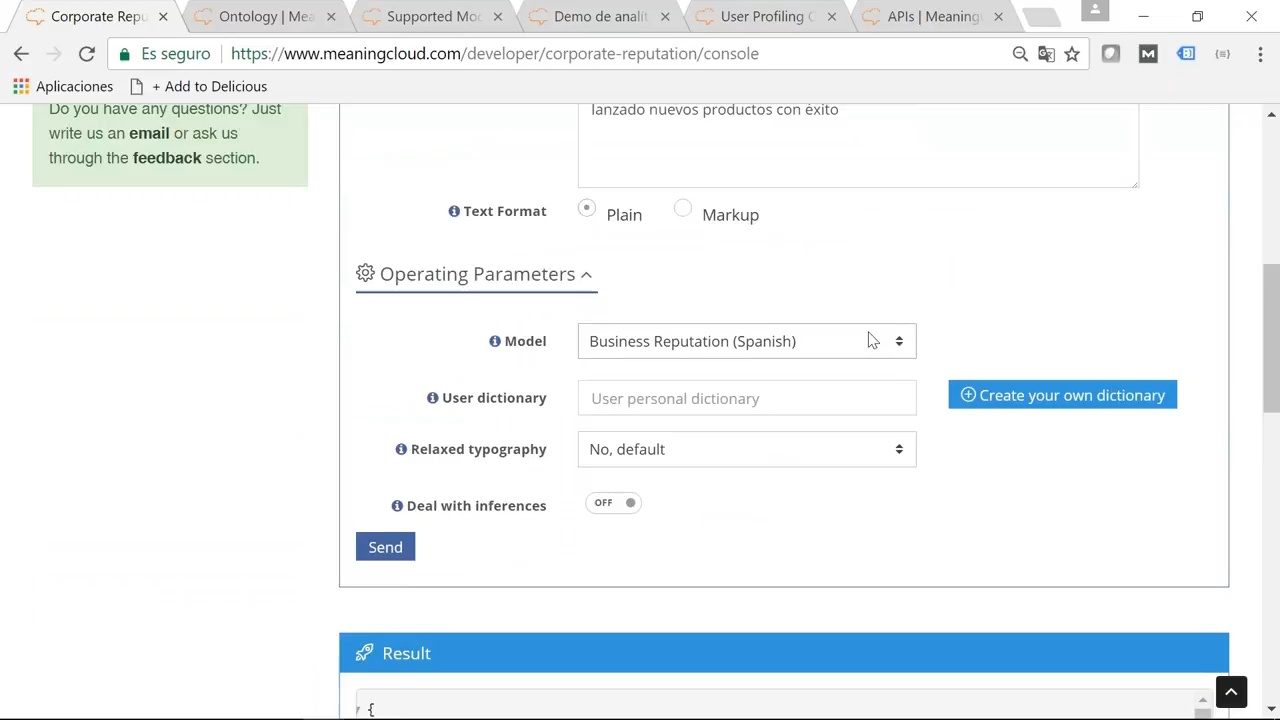 Corporate Repu
Ontology | Mea
Supported Mod
Demo de analít
User Profiling C
APIs | Meaning
Es seguro
https://www.meaningcloud.com/developer/corporate-reputation/console
Aplicaciones
+ Add to Delicious
Do you have any questions? Just
write us an email or ask us
through the feedback section.
lanzado nuevos productos con éxito
Text Format
Plain
Markup
Operating Parameters
Model
Business Reputation (Spanish)
User dictionary
User personal dictionary
Create your own dictionary
Relaxed typography
No, default
Deal with inferences
OFF
Send
Result
{